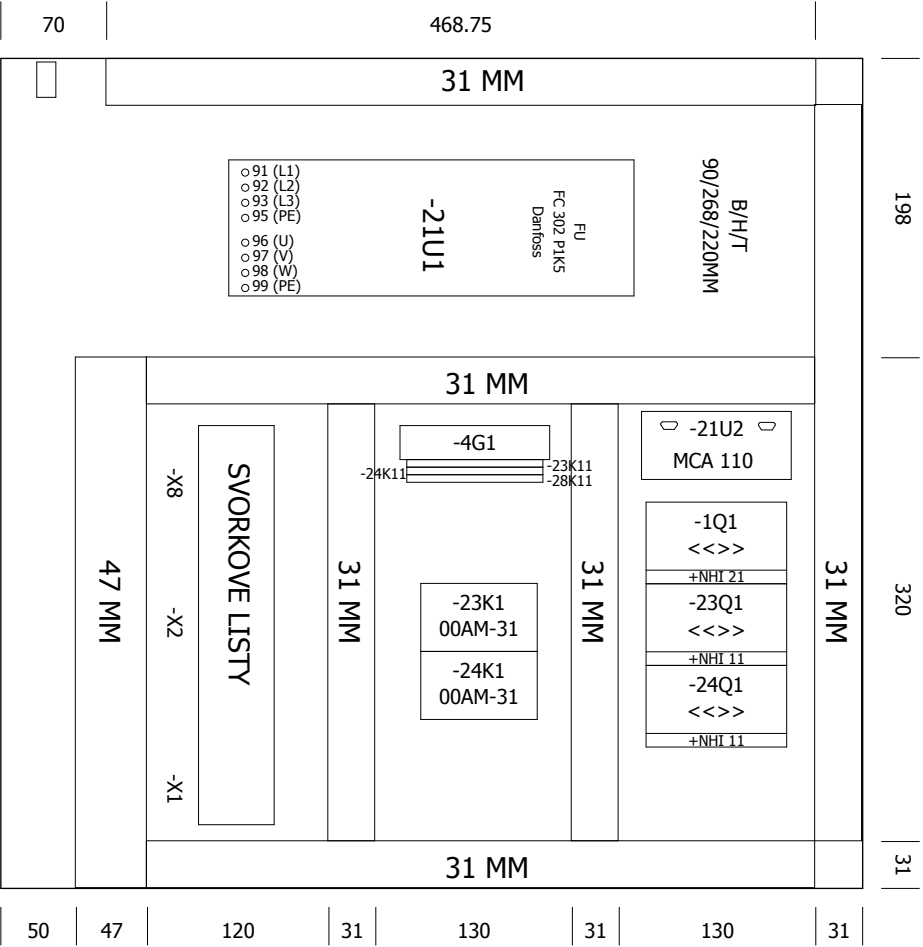 70
468.75
31 MM
91 (L1)
92 (L2)
93 (L3)
95 (PE)
96 (U)
97 (V)
98 (W)
99 (PE)
-21U1
FU
FC 302 P1K5
Danfoss
B/H/T
90/268/220MM
198
31 MM
-4G1
-24K11
-23K11
-28K11
-21U2
MCA 110
-X8
-X2
-X1
SVORKOVE LISTY
47 MM
31 MM
31 MM
31 MM
-1Q1
<<>>
+NHI 21
-23Q1
<<>>
+NHI 11
-24Q1
<<>>
+NHI 11
-23K1
00AM-31
-24K1
00AM-31
320
31 MM
31
50
47
120
31
130
31
130
31